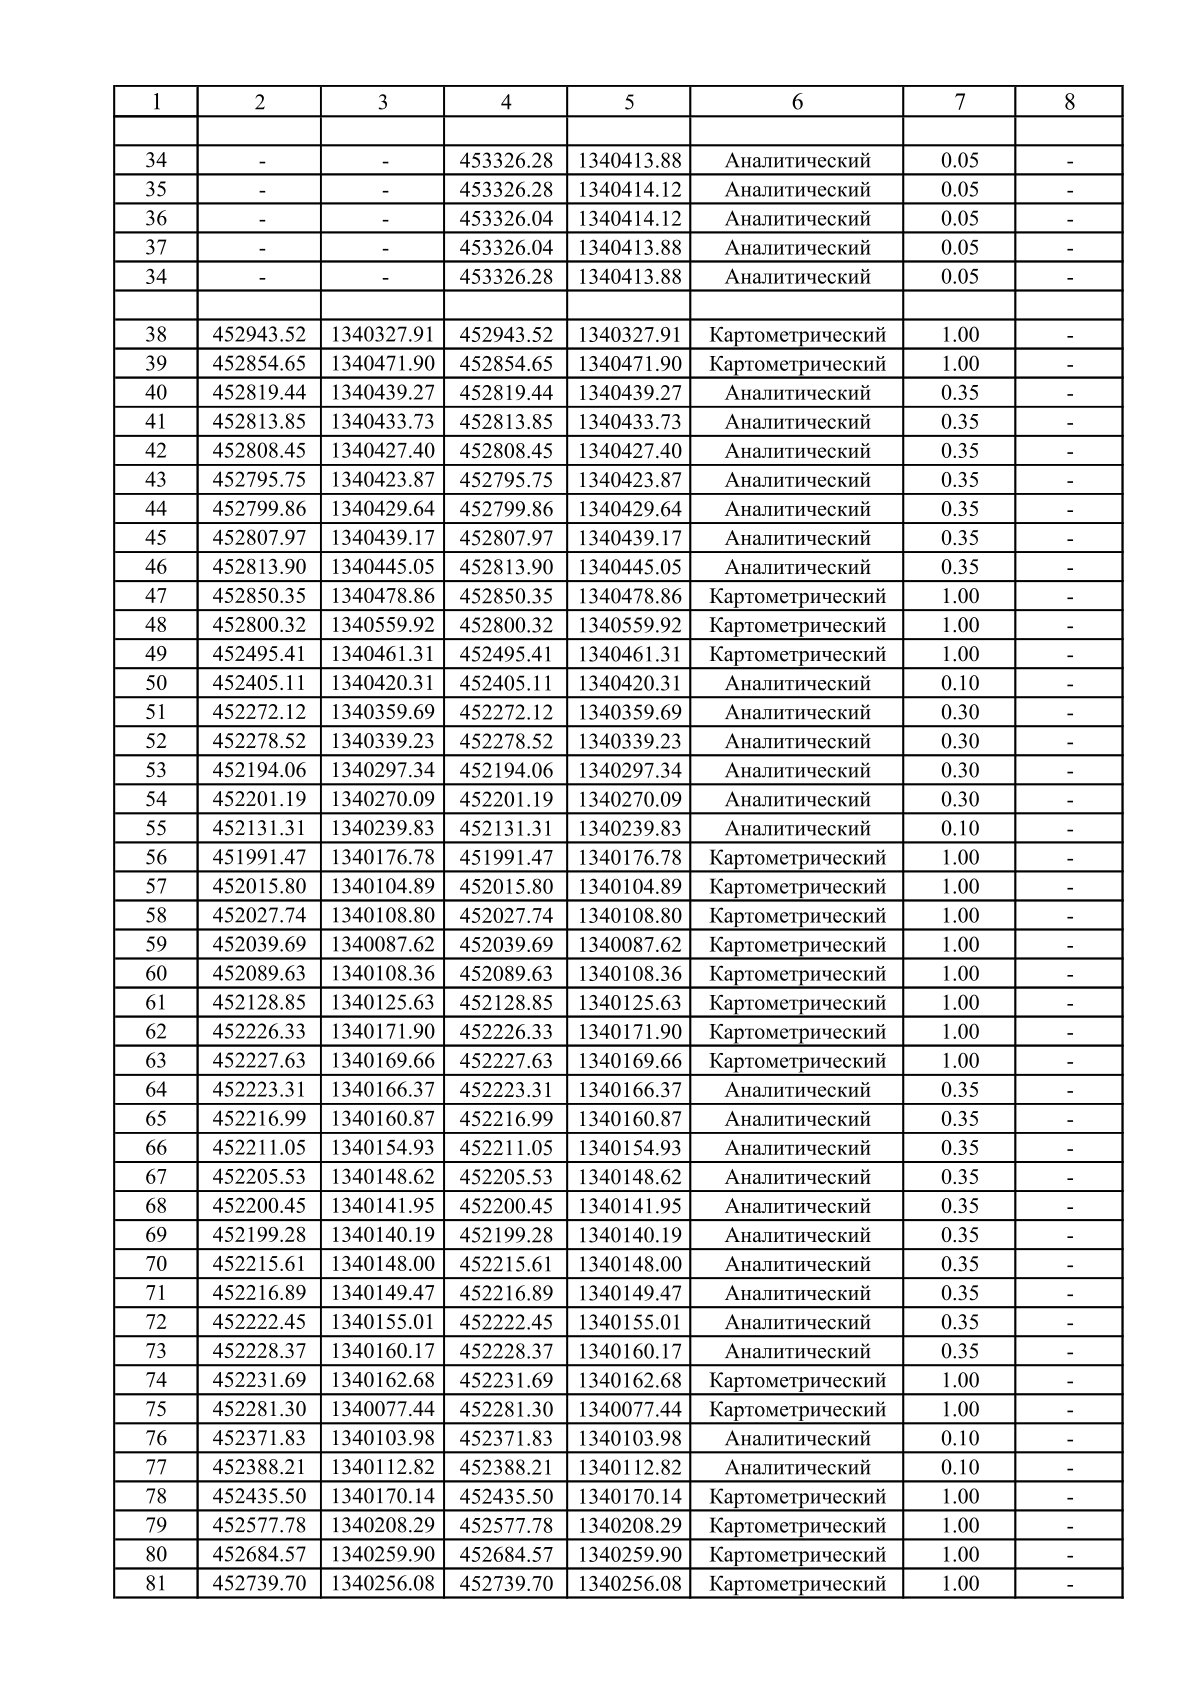 1 2 3 4 5 6 7 8
34 - - 453326.28 1340413.88 Аналитический 0.05 -
35 - - 453326.28 1340414.12 Аналитический 0.05 -
36 - - 453326.04 1340414.12 Аналитический 0.05 -
37 - - 453326.04 1340413.88 Аналитический 0.05 -
34 - - 453326.28 1340413.88 Аналитический 0.05 -
38 452943.52 1340327.91 452943.52 1340327.91 Картометрический 1.00 -
39 452854.65 1340471.90 452854.65 1340471.90 Картометрический 1.00 -
40 452819.44 1340439.27 452819.44 1340439.27 Аналитический 0.35 -
41 452813.85 1340433.73 452813.85 1340433.73 Аналитический 0.35 -
42 452808.45 1340427.40 452808.45 1340427.40 Аналитический 0.35 -
43 452795.75 1340423.87 452795.75 1340423.87 Аналитический 0.35 -
44 452799.86 1340429.64 452799.86 1340429.64 Аналитический 0.35 -
45 452807.97 1340439.17 452807.97 1340439.17 Аналитический 0.35 -
46 452813.90 1340445.05 452813.90 1340445.05 Аналитический 0.35 -
47 452850.35 1340478.86 452850.35 1340478.86 Картометрический 1.00 -
48 452800.32 1340559.92 452800.32 1340559.92 Картометрический 1.00 -
49 452495.41 1340461.31 452495.41 1340461.31 Картометрический 1.00 -
50 452405.11 1340420.31 452405.11 1340420.31 Аналитический 0.10 -
51 452272.12 1340359.69 452272.12 1340359.69 Аналитический 0.30 -
52 452278.52 1340339.23 452278.52 1340339.23 Аналитический 0.30 -
53 452194.06 1340297.34 452194.06 1340297.34 Аналитический 0.30 -
54 452201.19 1340270.09 452201.19 1340270.09 Аналитический 0.30 -
55 452131.31 1340239.83 452131.31 1340239.83 Аналитический 0.10 -
56 451991.47 1340176.78 451991.47 1340176.78 Картометрический 1.00 -
57 452015.80 1340104.89 452015.80 1340104.89 Картометрический 1.00 -
58 452027.74 1340108.80 452027.74 1340108.80 Картометрический 1.00 -
59 452039.69 1340087.62 452039.69 1340087.62 Картометрический 1.00 -
60 452089.63 1340108.36 452089.63 1340108.36 Картометрический 1.00 -
61 452128.85 1340125.63 452128.85 1340125.63 Картометрический 1.00 -
62 452226.33 1340171.90 452226.33 1340171.90 Картометрический 1.00 -
63 452227.63 1340169.66 452227.63 1340169.66 Картометрический 1.00 -
64 452223.31 1340166.37 452223.31 1340166.37 Аналитический 0.35 -
65 452216.99 1340160.87 452216.99 1340160.87 Аналитический 0.35 -
66 452211.05 1340154.93 452211.05 1340154.93 Аналитический 0.35 -
67 452205.53 1340148.62 452205.53 1340148.62 Аналитический 0.35 -
68 452200.45 1340141.95 452200.45 1340141.95 Аналитический 0.35 -
69 452199.28 1340140.19 452199.28 1340140.19 Аналитический 0.35 -
70 452215.61 1340148.00 452215.61 1340148.00 Аналитический 0.35 -
71 452216.89 1340149.47 452216.89 1340149.47 Аналитический 0.35 -
72 452222.45 1340155.01 452222.45 1340155.01 Аналитический 0.35 -
73 452228.37 1340160.17 452228.37 1340160.17 Аналитический 0.35 -
74 452231.69 1340162.68 452231.69 1340162.68 Картометрический 1.00 -
75 452281.30 1340077.44 452281.30 1340077.44 Картометрический 1.00 -
76 452371.83 1340103.98 452371.83 1340103.98 Аналитический 0.10 -
77 452388.21 1340112.82 452388.21 1340112.82 Аналитический 0.10 -
78 452435.50 1340170.14 452435.50 1340170.14 Картометрический 1.00 -
79 452577.78 1340208.29 452577.78 1340208.29 Картометрический 1.00 -
80 452684.57 1340259.90 452684.57 1340259.90 Картометрический 1.00 -
81 452739.70 1340256.08 452739.70 1340256.08 Картометрический 1.00 -